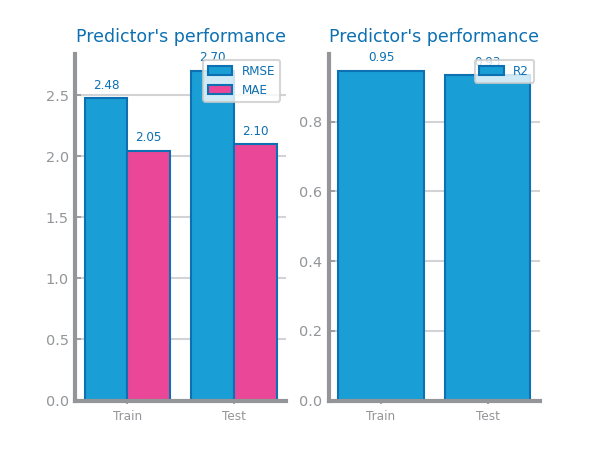 Predictor's performance
2.70
2.48
2.05
2.10
RMSE
MAE
2.5
2.0
1.5
1.0
0.5
0.0
Train
Test
Predictor's performance
0.95
R2
0.8
0.6
0.4
0.2
0.0
Train
Test